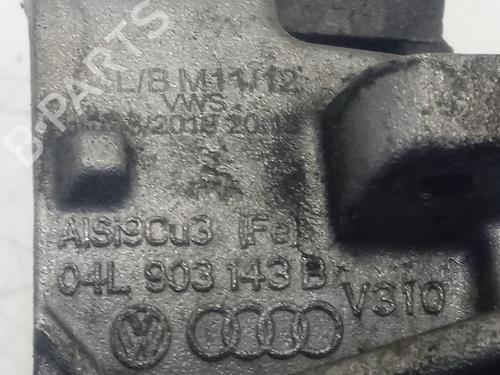 B-PARTS
L/B M11/12
VWS
AlSi9Cu3 (Fe)
04L 903 143 B
V310